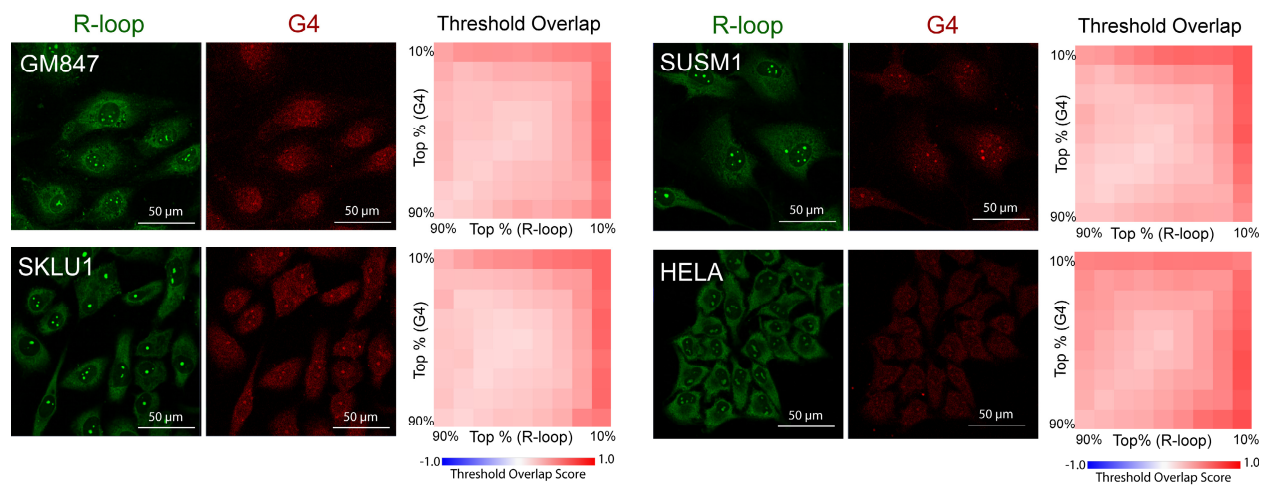 R-loop G4 Threshold Overlap
GM847
50 µm 50 µm
10%
Top % (G4)
90%
90% Top % (R-loop) 10%
SKLU1
50 µm 50 µm
10%
Top % (G4)
90%
90% Top % (R-loop) 10%
-1.0 1.0
Threshold Overlap Score
R-loop G4 Threshold Overlap
SUSM1
50 µm 50 µm
10%
Top % (G4)
90%
90% Top % (R-loop) 10%
HELA
50 µm 50 µm
10%
Top % (G4)
90%
90% Top% (R-loop) 10%
-1.0 1.0
Threshold Overlap Score